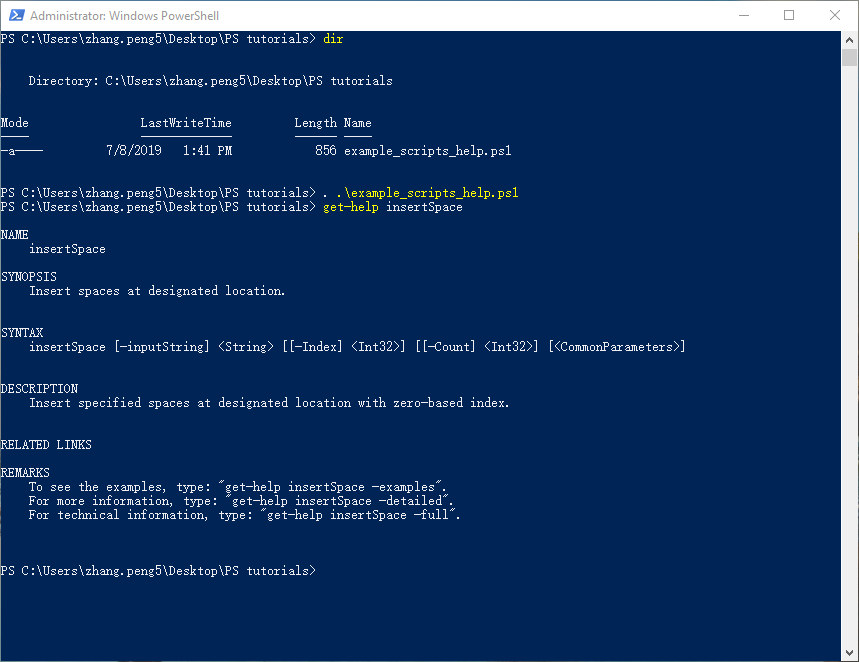 Administrator: Windows PowerShell
PS C:\Users\zhang.peng5\Desktop\PS tutorials> dir
Directory: C:\Users\zhang.peng5\Desktop\PS tutorials
Mode LastWriteTime Length Name
---- ------------- ------ ----
-a---- 7/8/2019 1:41 PM 856 example_scripts_help.ps1
PS C:\Users\zhang.peng5\Desktop\PS tutorials> . .\example_scripts_help.ps1
PS C:\Users\zhang.peng5\Desktop\PS tutorials> get-help insertSpace
NAME
insertSpace
SYNOPSIS
Insert spaces at designated location.
SYNTAX
insertSpace [-inputString] <String> [[-Index] <Int32>] [[-Count] <Int32>] [<CommonParameters>]
DESCRIPTION
Insert specified spaces at designated location with zero-based index.
RELATED LINKS
REMARKS
To see the examples, type: "get-help insertSpace -examples".
For more information, type: "get-help insertSpace -detailed".
For technical information, type: "get-help insertSpace -full".
PS C:\Users\zhang.peng5\Desktop\PS tutorials>